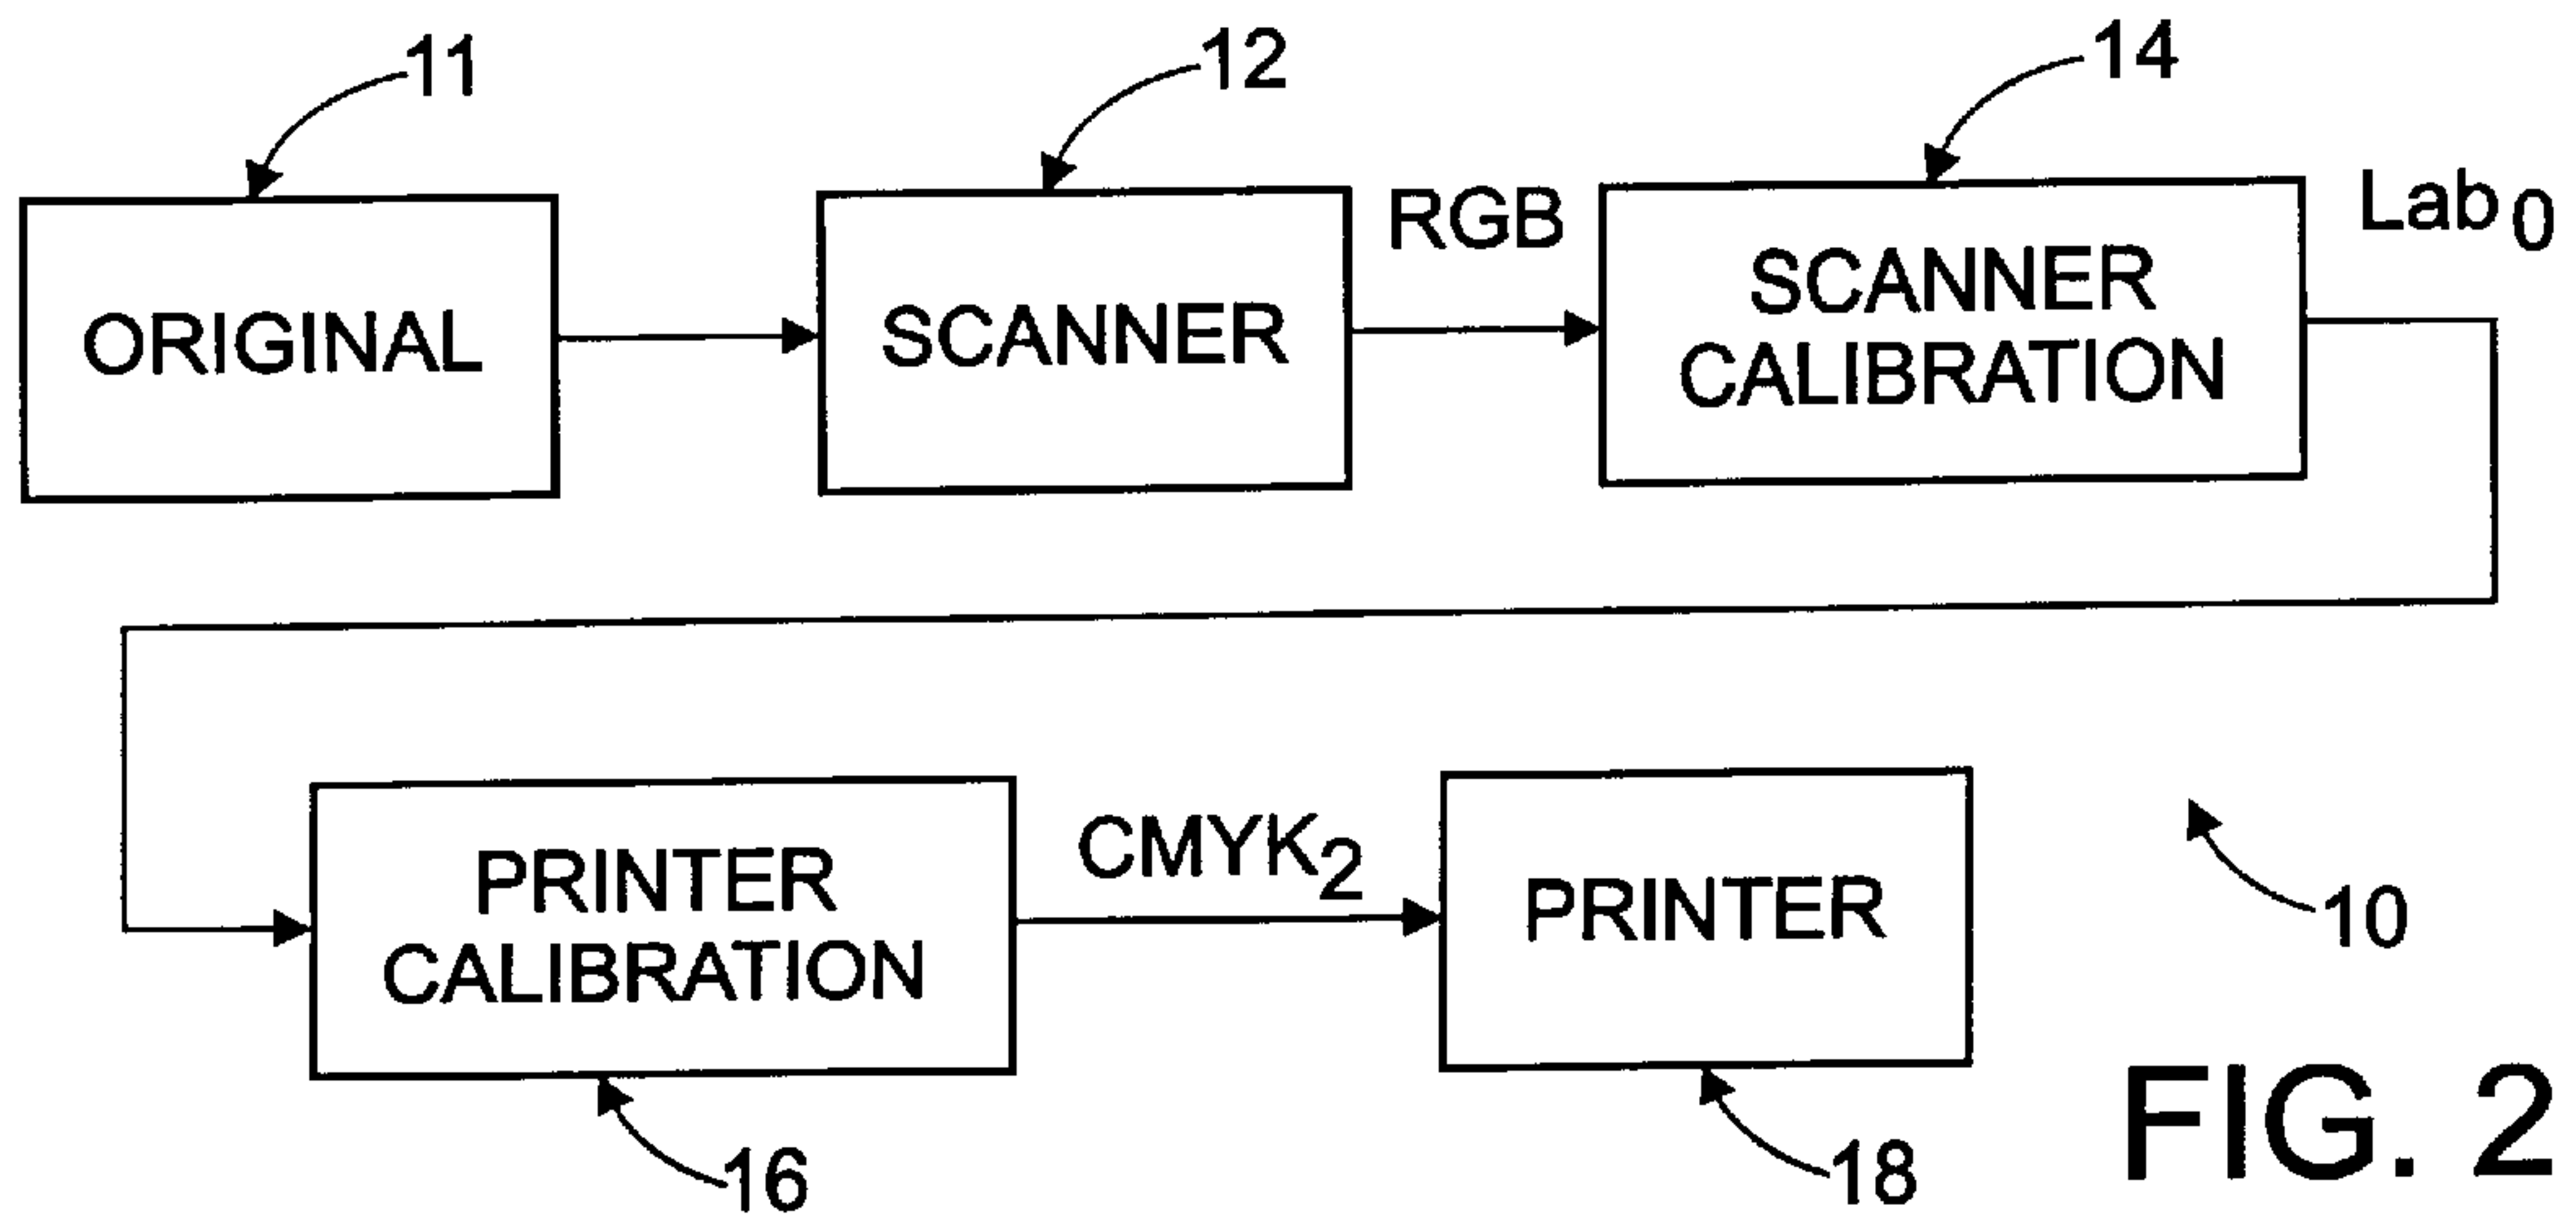 11
12
14
ORIGINAL
SCANNER
RGB
SCANNER
CALIBRATION
Lab0
PRINTER
CALIBRATION
CMYK2
PRINTER
10
16
18
FIG. 2